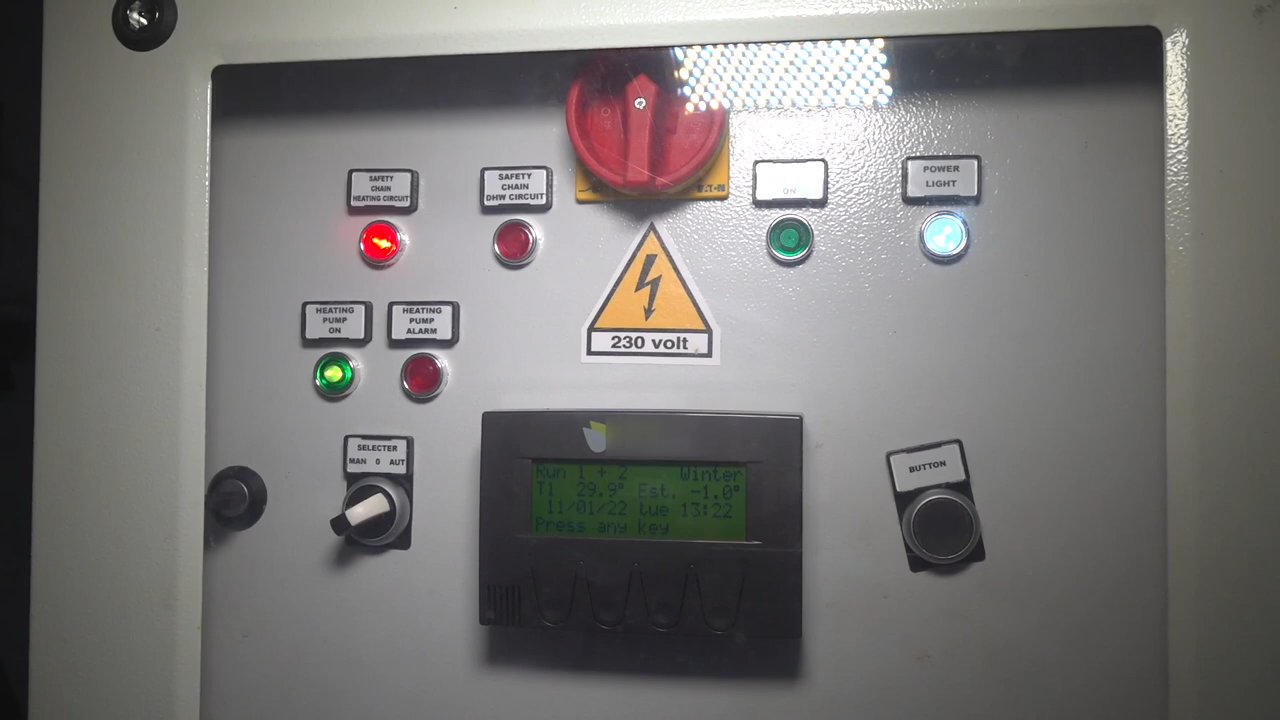 SAFETY
CHAIN
HEATING CIRCUIT
SAFETY
CHAIN
DHW CIRCUIT
ON
POWER
LIGHT
HEATING
PUMP
ON
HEATING
PUMP
ALARM
230 volt
SELECTER
MAN 0 AUT
Run 1 + 2 Winter
T1 29.9° Est. -1.0°
11/01/22 tue 13:22
Press any key
BUTTON